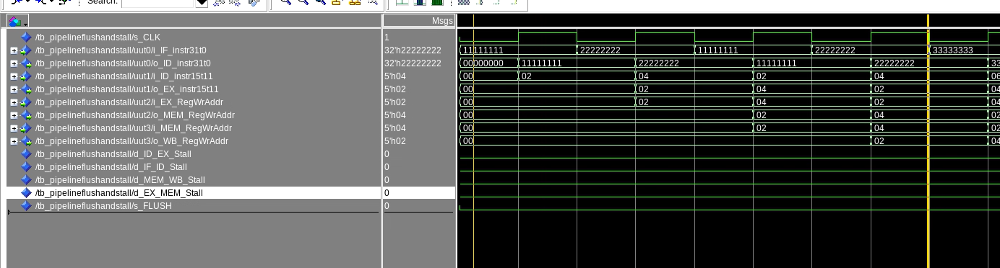 Search:
Msgs
/tb_pipelineflushandstall/s_CLK 1
/tb_pipelineflushandstall/uut0/i_IF_instr31t0 32'h22222222 11111111 22222222 11111111 22222222 33333333
/tb_pipelineflushandstall/uut0/o_ID_instr31t0 32'h22222222 00000000 11111111 22222222 11111111 22222222 33
/tb_pipelineflushandstall/uut1/i_ID_instr15t11 5'h04 00 02 04 02 04 06
/tb_pipelineflushandstall/uut1/o_EX_instr15t11 5'h02 00 02 04 02 04
/tb_pipelineflushandstall/uut2/i_EX_RegWrAddr 5'h02 00 02 04 02 04
/tb_pipelineflushandstall/uut2/o_MEM_RegWrAddr 5'h04 00 02 04 02
/tb_pipelineflushandstall/uut3/i_MEM_RegWrAddr 5'h04 00 02 04 02
/tb_pipelineflushandstall/uut3/o_WB_RegWrAddr 5'h02 00 02 04
/tb_pipelineflushandstall/d_ID_EX_Stall 0
/tb_pipelineflushandstall/d_IF_ID_Stall 0
/tb_pipelineflushandstall/d_MEM_WB_Stall 0
/tb_pipelineflushandstall/d_EX_MEM_Stall 0
/tb_pipelineflushandstall/s_FLUSH 0